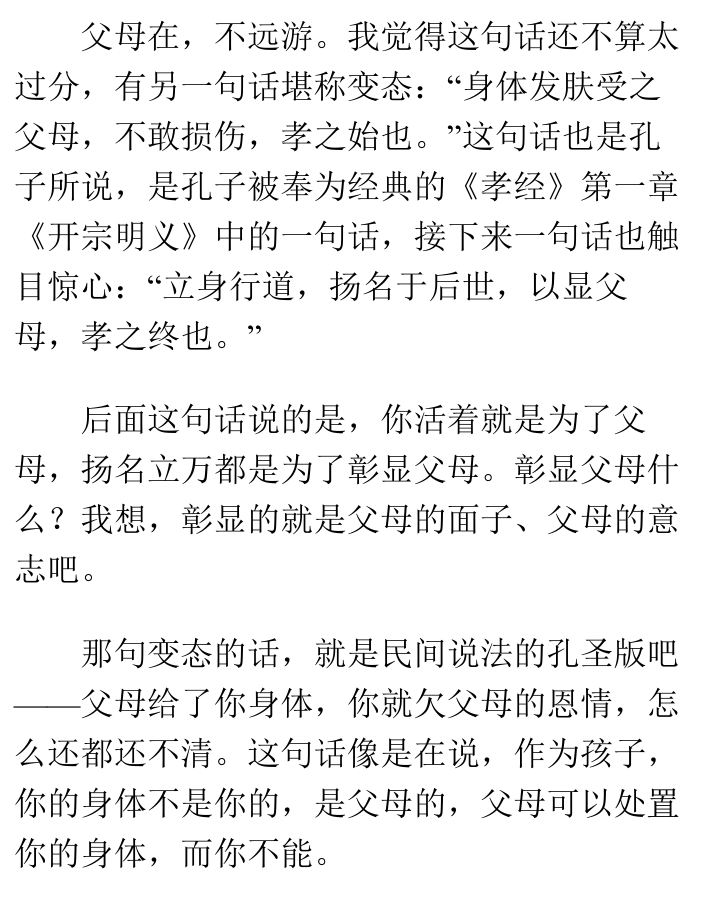 父母在，不远游。我觉得这句话还不算太
过分，有另一句话堪称变态：“身体发肤受之
父母，不敢损伤，孝之始也。”这句话也是孔
子所说，是孔子被奉为经典的《孝经》第一章
《开宗明义》中的一句话，接下来一句话也触
目惊心：“立身行道，扬名于后世，以显父
母，孝之终也。”
后面这句话说的是，你活着就是为了父
母，扬名立万都是为了彰显父母。彰显父母什
么？我想，彰显的就是父母的面子、父母的意
志吧。
那句变态的话，就是民间说法的孔圣版吧
——父母给了你身体，你就欠父母的恩情，怎
么还都还不清。这句话像是在说，作为孩子，
你的身体不是你的，是父母的，父母可以处置
你的身体，而你不能。